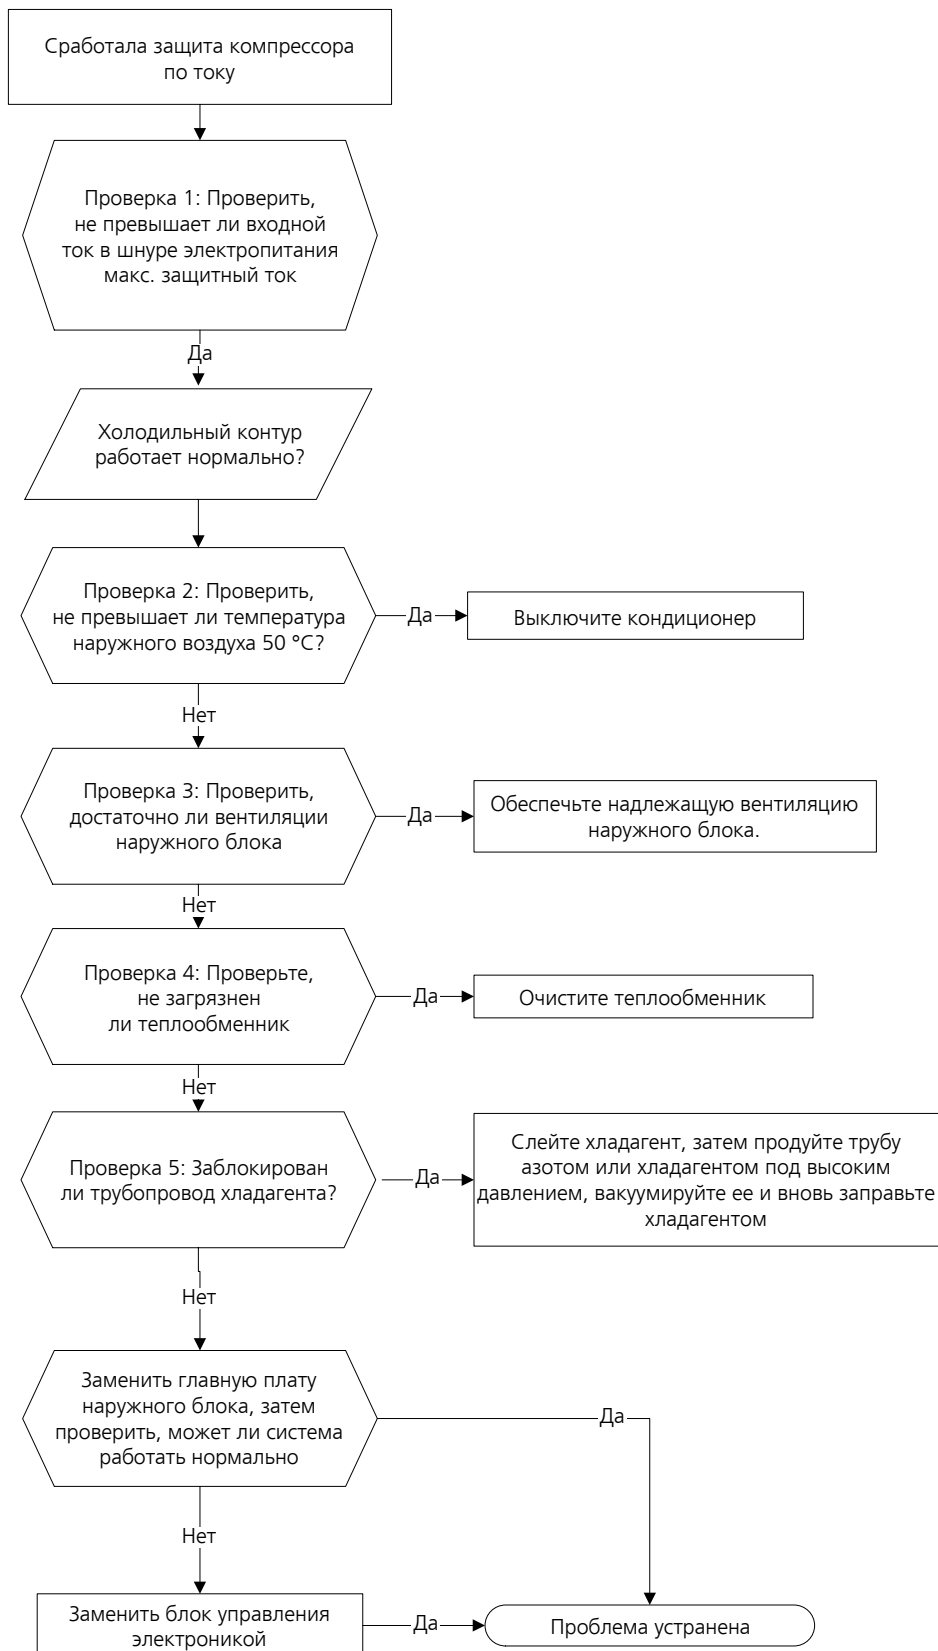 Сработала защита компрессора
по току
Проверка 1: Проверить,
не превышает ли входной
ток в шнуре электропитания
макс. защитный ток
Да
Холодильный контур
работает нормально?
Проверка 2: Проверить,
не превышает ли температура
наружного воздуха 50 °C?
Да
Выключите кондиционер
Нет
Проверка 3: Проверить,
достаточно ли вентиляции
наружного блока
Да
Обеспечьте надлежащую вентиляцию
наружного блока.
Нет
Проверка 4: Проверьте,
не загрязнен
ли теплообменник
Да
Очистите теплообменник
Нет
Проверка 5: Заблокирован
ли трубопровод хладагента?
Да
Слейте хладагент, затем продуйте трубу
азотом или хладагентом под высоким
давлением, вакуумируйте ее и вновь заправьте
хладагентом
Нет
Заменить главную плату
наружного блока, затем
проверить, может ли система
работать нормально
Да
Нет
Заменить блок управления
электроникой
Да
Проблема устранена